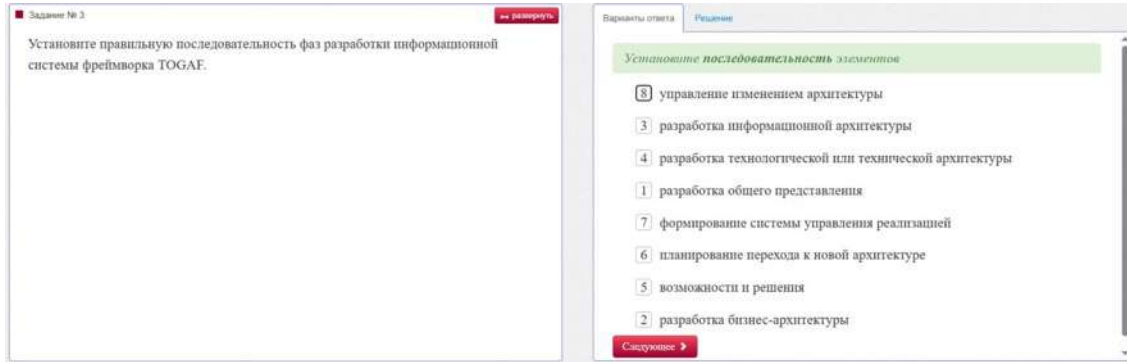 Задание № 3
развернуть
Установите правильную последовательность фаз разработки информационной
системы фреймворка TOGAF.
Варианты ответа
Решение
Установите последовательность элементов
8 управление изменением архитектуры
3 разработка информационной архитектуры
4 разработка технологической или технической архитектуры
1 разработка общего представления
7 формирование системы управления реализацией
6 планирование перехода к новой архитектуре
5 возможности и решения
2 разработка бизнес-архитектуры
Следующее